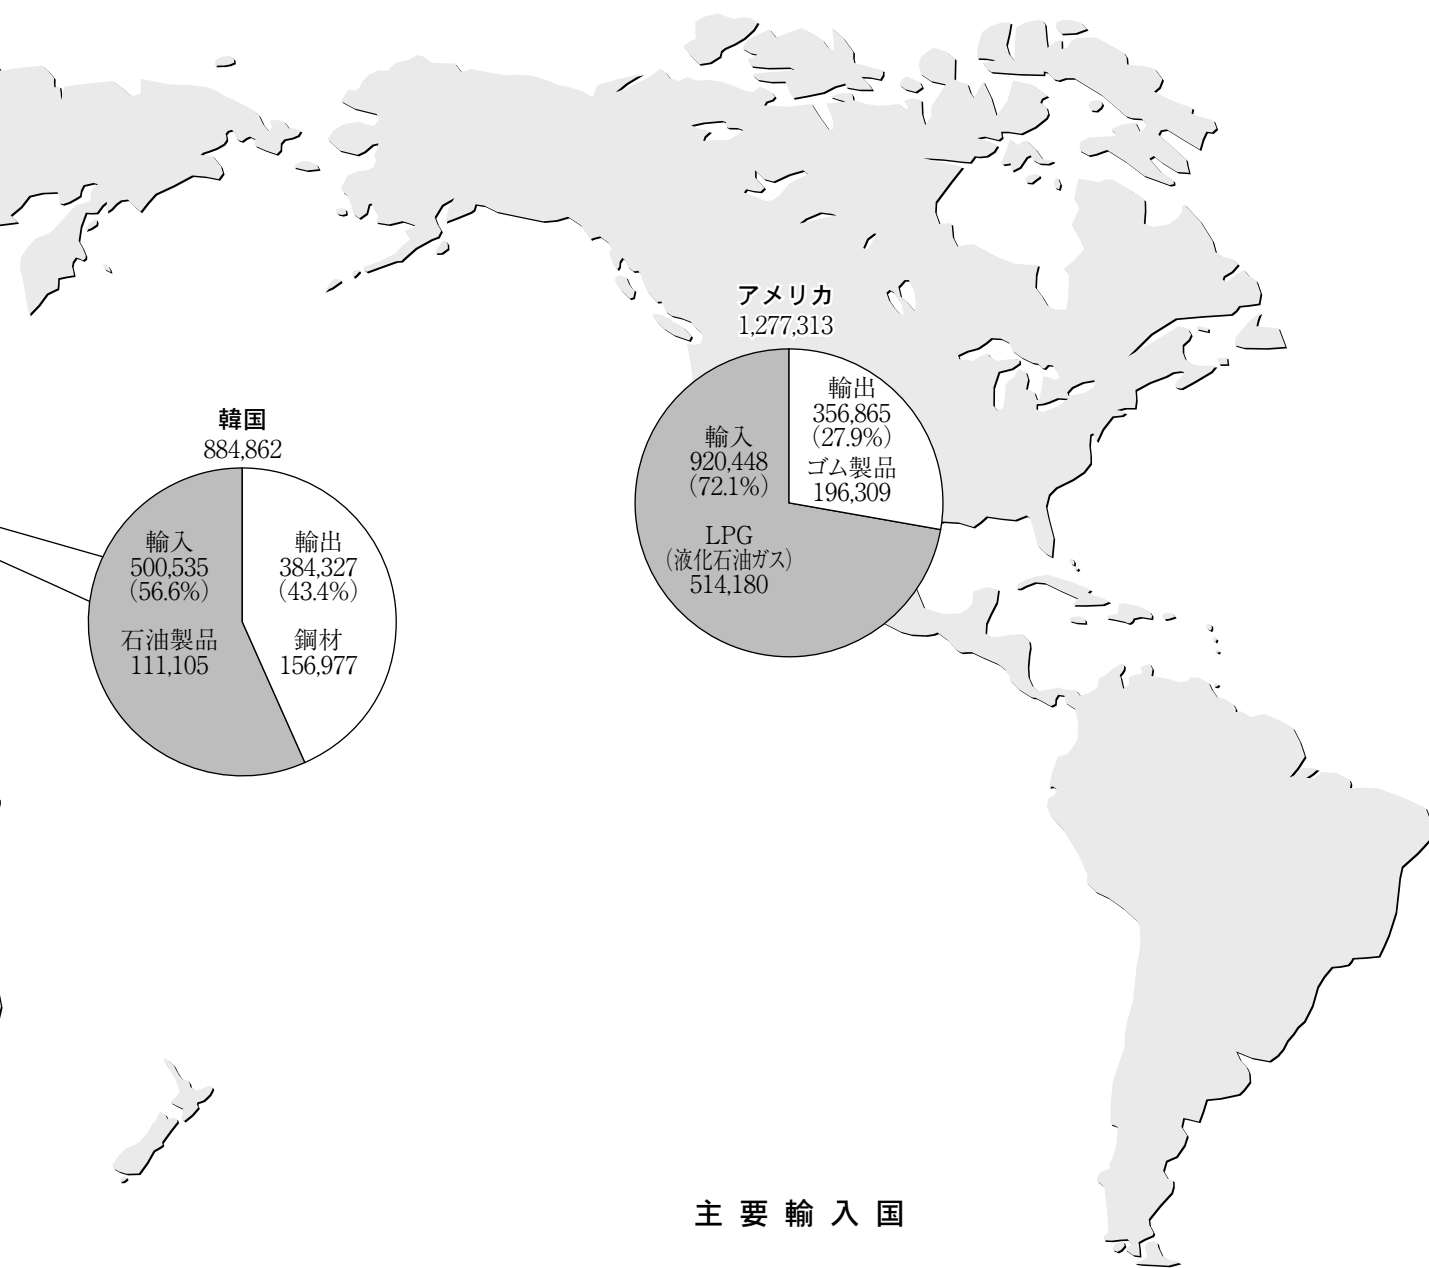 アメリカ
1,277,313
輸出
356,865
（27.9%）
ゴム製品
196,309
輸入
920,448
（72.1%）
LPG
（液化石油ガス）
514,180
韓国
884,862
輸入
500,535
（56.6%）
石油製品
111,105
輸出
384,327
（43.4%）
鋼材
156,977
主要輸入国